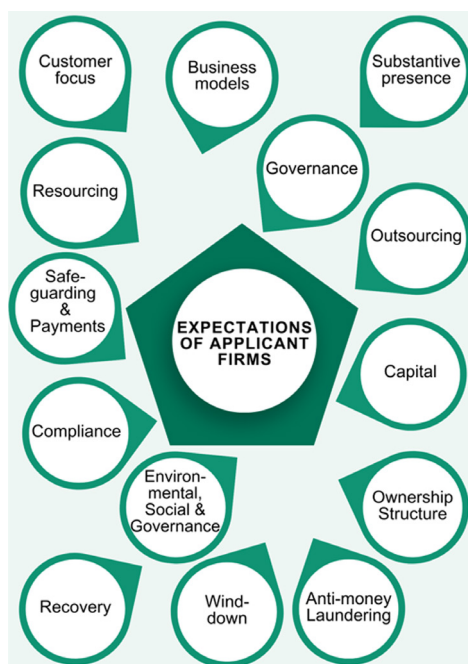 Customer
focus
Business
models
Substantive
presence
Governance
Resourcing
Outsourcing
Safe-
guarding
&
Payments
EXPECTATIONS
OF APPLICANT
FIRMS
Capital
Compliance
Environ-
mental,
Social &
Governance
Ownership
Structure
Recovery
Wind-
down
Anti-money
Laundering